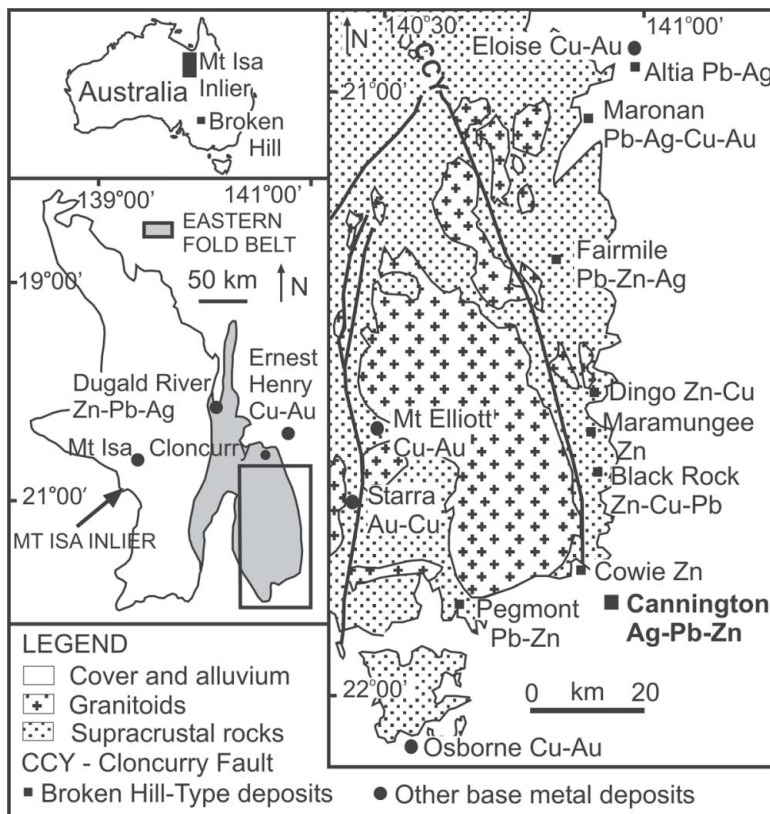 Australia
Mt Isa
Inlier
Broken
Hill
139°00'
141°00'
EASTERN
FOLD BELT
50 km
N
19°00'
Dugald River
Zn-Pb-Ag
Ernest
Henry
Cu-Au
Mt Isa
Cloncurry
21°00'
MT ISA INLIER
LEGEND
Cover and alluvium
Granitoids
Supracrustal rocks
CCY - Cloncurry Fault
Broken Hill-Type deposits
Other base metal deposits
N
140°30'
141°00'
CCY
21°00'
Eloise Cu-Au
Altia Pb-Ag
Maronan
Pb-Ag-Cu-Au
Fairmile
Pb-Zn-Ag
Dingo Zn-Cu
Maramungee
Zn
Mt Elliott
Cu-Au
Black Rock
Zn-Cu-Pb
Starra
Au-Cu
Cowie Zn
Cannington
Ag-Pb-Zn
Pegmont
Pb-Zn
22°00'
0 km 20
Osborne Cu-Au